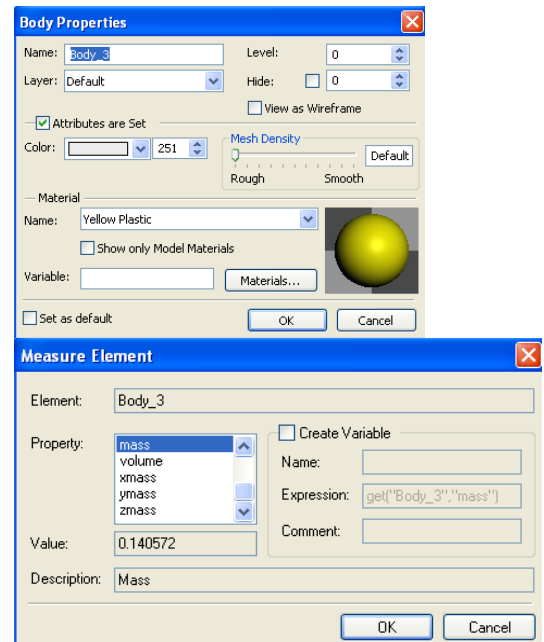 Body Properties
Name: Body_3 Level: 0
Layer: Default Hide: 0
View as Wireframe
Attributes are Set
Color: 251 Mesh Density
Default
Rough Smooth
Material
Name: Yellow Plastic
Show only Model Materials
Variable: Materials...
Set as default OK Cancel
Measure Element
Element: Body_3
Property: mass
volume
xmass
ymass
zmass
Create Variable
Name:
Expression: get("Body_3","mass")
Comment:
Value: 0.140572
Description: Mass
OK Cancel